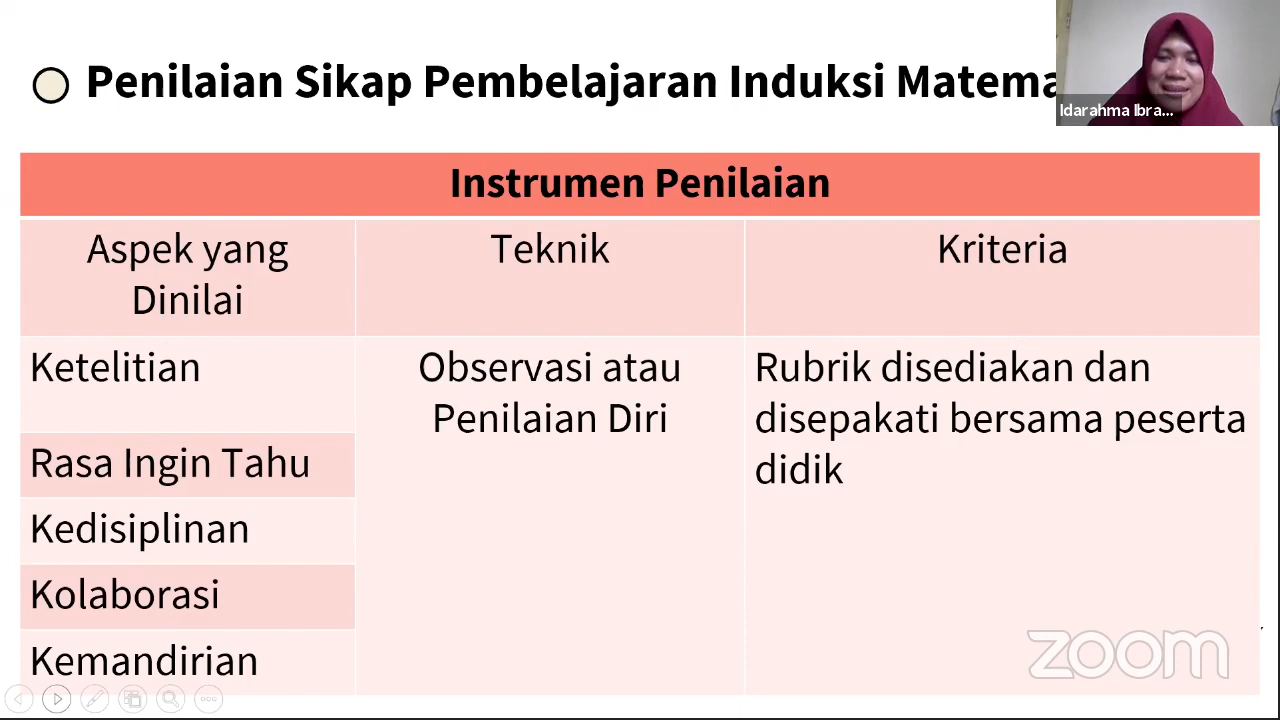 Penilaian Sikap Pembelajaran Induksi Matema
Idarahma Ibra...
Instrumen Penilaian
Aspek yang
Dinilai
Teknik
Kriteria
Ketelitian
Observasi atau
Penilaian Diri
Rubrik disediakan dan
disepakati bersama peserta
didik
Rasa Ingin Tahu
Kedisiplinan
Kolaborasi
Kemandirian
zoom